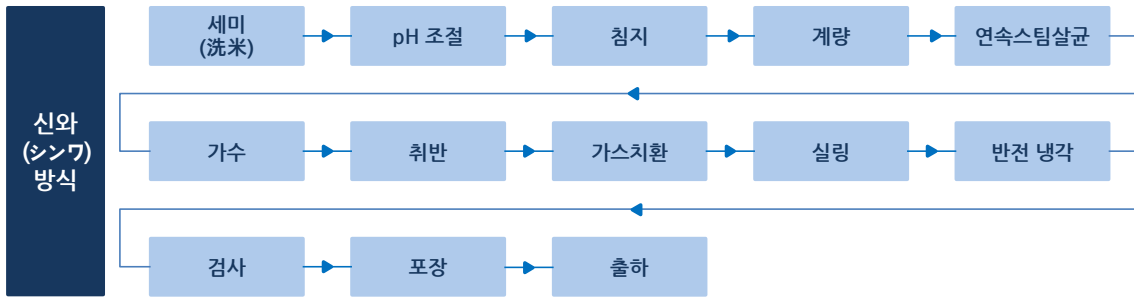 신와
(シンワ)
방식
세미
(洗米)
pH 조절
침지
계량
연속스팀살균
가수
취반
가스치환
실링
반전 냉각
검사
포장
출하